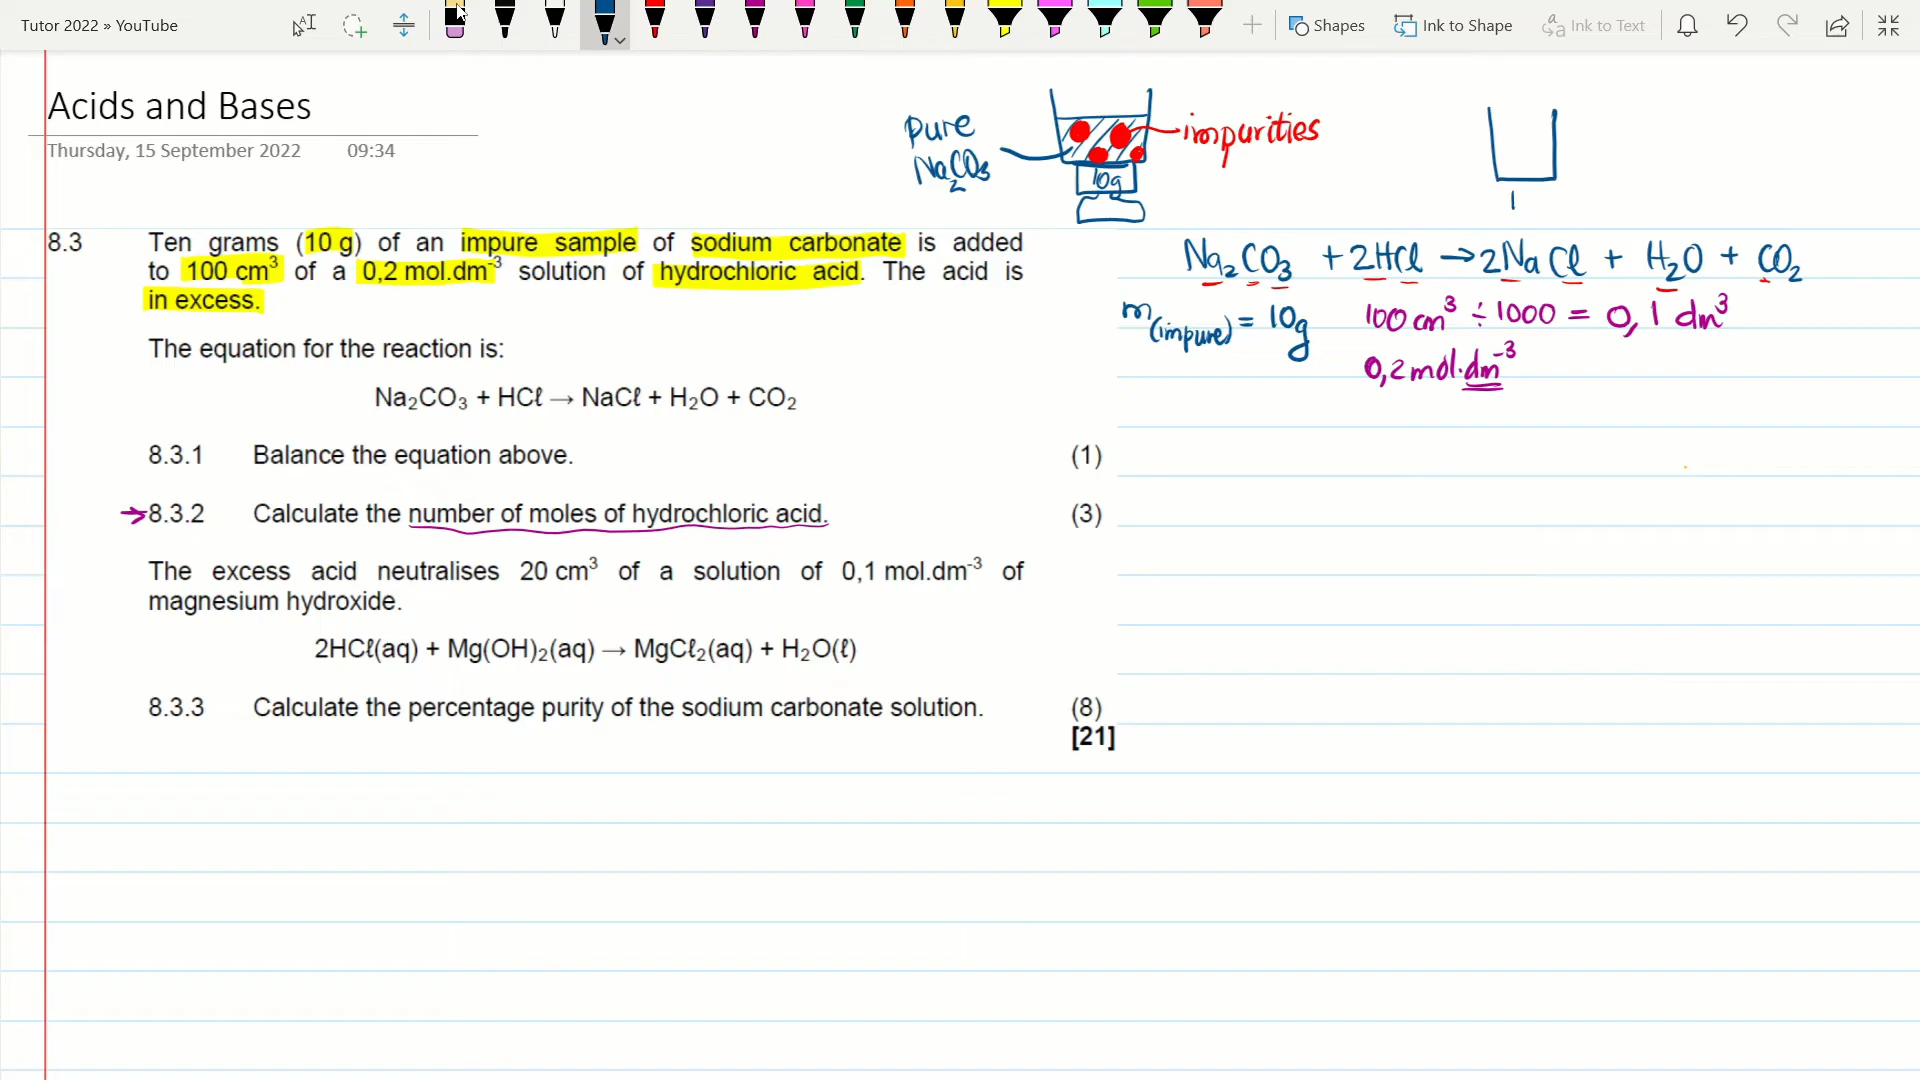 Tutor 2022 » YouTube
Shapes
Ink to Shape
Ink to Text
Acids and Bases
Thursday, 15 September 2022 09:34
pure
Na₂CO₃
10g
impurities
8.3 Ten grams (10 g) of an impure sample of sodium carbonate is added
to 100 cm³ of a 0,2 mol.dm⁻³ solution of hydrochloric acid. The acid is
in excess.
The equation for the reaction is:
Na₂CO₃ + HCℓ → NaCℓ + H₂O + CO₂
8.3.1 Balance the equation above. (1)
8.3.2 Calculate the number of moles of hydrochloric acid. (3)
The excess acid neutralises 20 cm³ of a solution of 0,1 mol.dm⁻³ of
magnesium hydroxide.
2HCℓ(aq) + Mg(OH)₂(aq) → MgCℓ₂(aq) + H₂O(ℓ)
8.3.3 Calculate the percentage purity of the sodium carbonate solution. (8)
[21]
Na₂CO₃ + 2HCl → 2NaCl + H₂O + CO₂
m(impure) = 10g
100 cm³ ÷ 1000 = 0,1 dm³
0,2 mol.dm⁻³